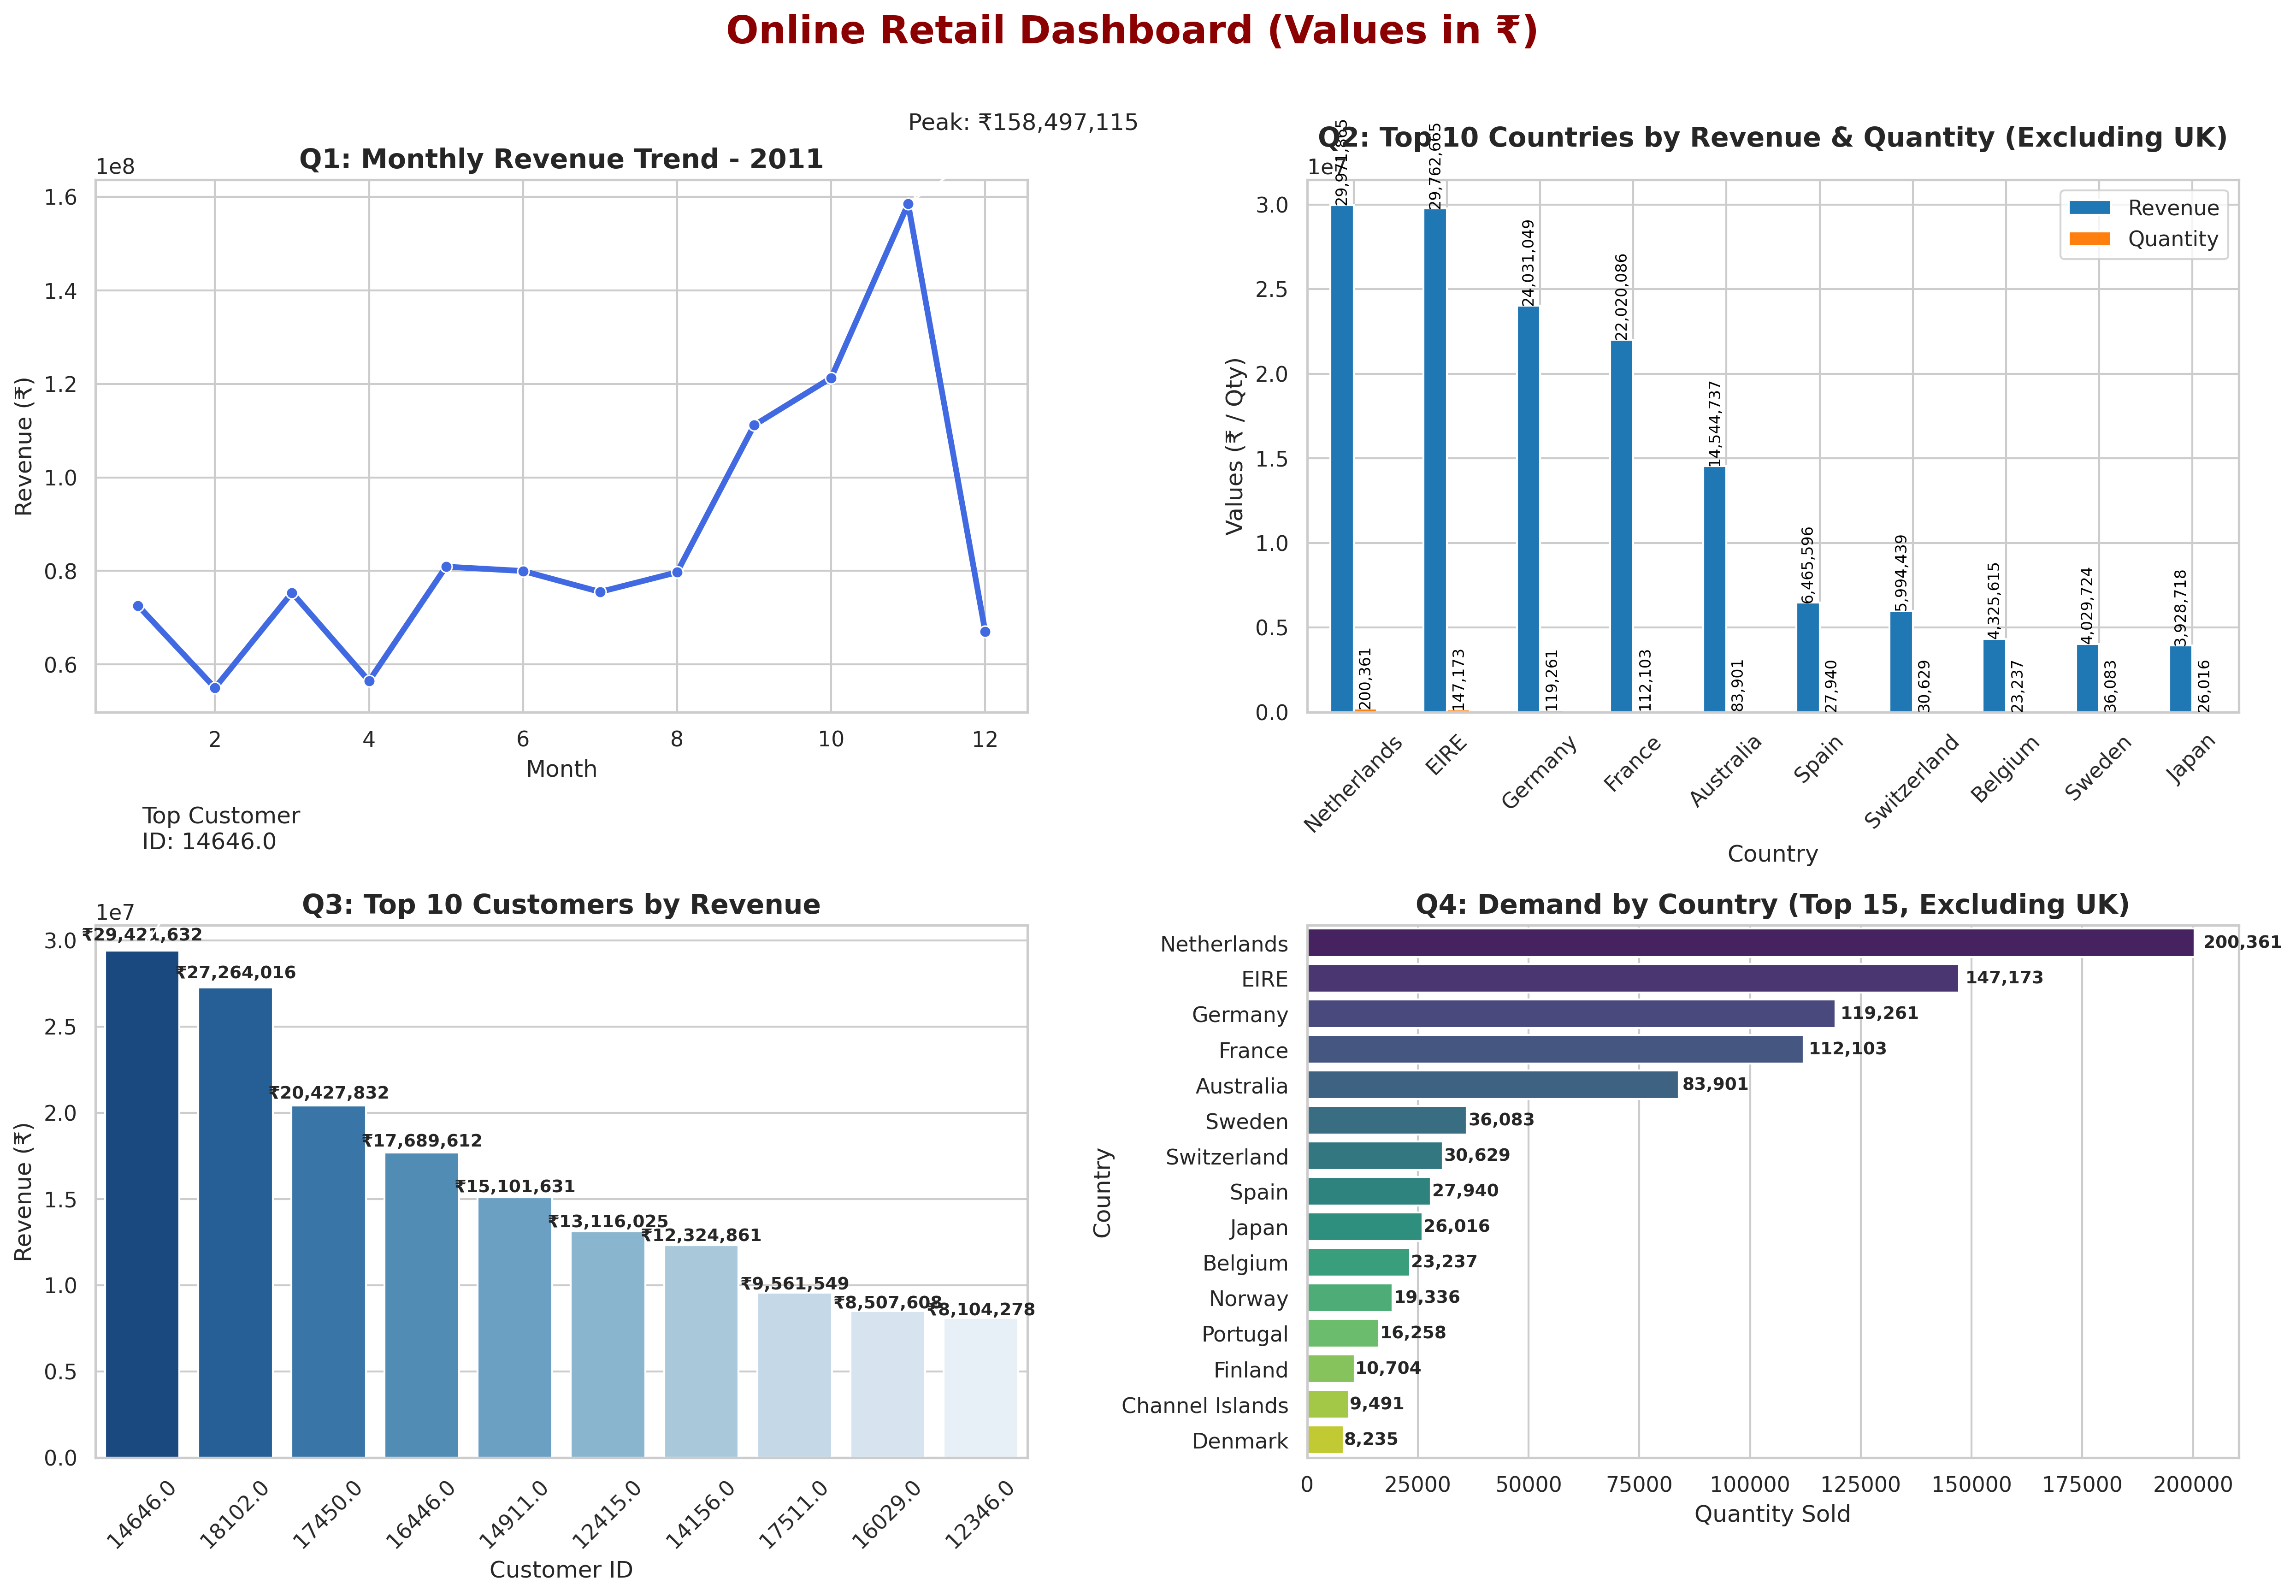 Online Retail Dashboard (Values in ₹)
Peak: ₹158,497,115
Q1: Monthly Revenue Trend - 2011
1e8
1.6
1.4
1.2
1.0
0.8
0.6
Revenue (₹)
2 4 6 8 10 12
Month
Q2: Top 10 Countries by Revenue & Quantity (Excluding UK)
1e7
Revenue
Quantity
3.0
2.5
2.0
1.5
1.0
0.5
0.0
Values (₹ / Qty)
29,971,865
29,762,665
24,031,049
22,020,086
14,544,737
6,465,596
5,994,439
4,325,615
4,029,724
3,928,718
200,361
147,173
119,261
112,103
83,901
27,940
30,629
23,237
36,083
26,016
Netherlands
EIRE
Germany
France
Australia
Spain
Switzerland
Belgium
Sweden
Japan
Country
Top Customer
ID: 14646.0
Q3: Top 10 Customers by Revenue
1e7
3.0
2.5
2.0
1.5
1.0
0.5
0.0
Revenue (₹)
₹27,264,016
₹20,427,832
₹17,689,612
₹15,101,631
₹13,116,025
₹12,324,861
₹9,561,549
₹8,507,608
₹8,104,278
14646.0
18102.0
17450.0
16446.0
14911.0
12415.0
14156.0
17511.0
16029.0
12346.0
Customer ID
Q4: Demand by Country (Top 15, Excluding UK)
Country
Netherlands 200,361
EIRE 147,173
Germany 119,261
France 112,103
Australia 83,901
Sweden 36,083
Switzerland 30,629
Spain 27,940
Japan 26,016
Belgium 23,237
Norway 19,336
Portugal 16,258
Finland 10,704
Channel Islands 9,491
Denmark 8,235
0 25000 50000 75000 100000 125000 150000 175000 200000
Quantity Sold